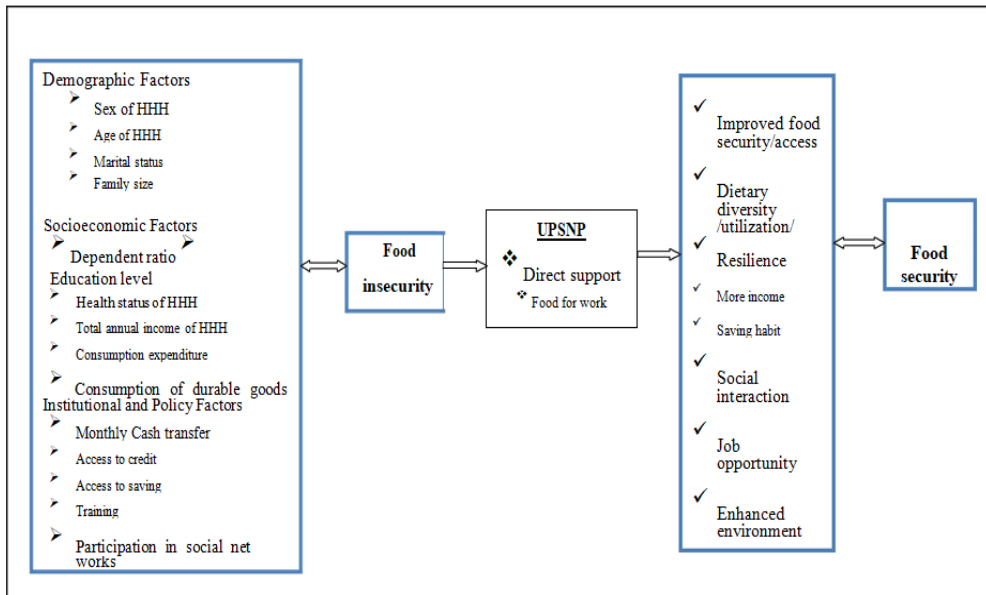 Demographic Factors
Sex of HHH
Age of HHH
Marital status
Family size
Socioeconomic Factors
Dependent ratio
Education level
Health status of HHH
Total annual income of HHH
Consumption expenditure
Consumption of durable goods
Institutional and Policy Factors
Monthly Cash transfer
Access to credit
Access to saving
Training
Participation in social net
works
Food
insecurity
UPSNP
Direct support
Food for work
Improved food
security/access
Dietary
diversity
/utilization/
Resilience
More income
Saving habit
Social
interaction
Job
opportunity
Enhanced
environment
Food
security